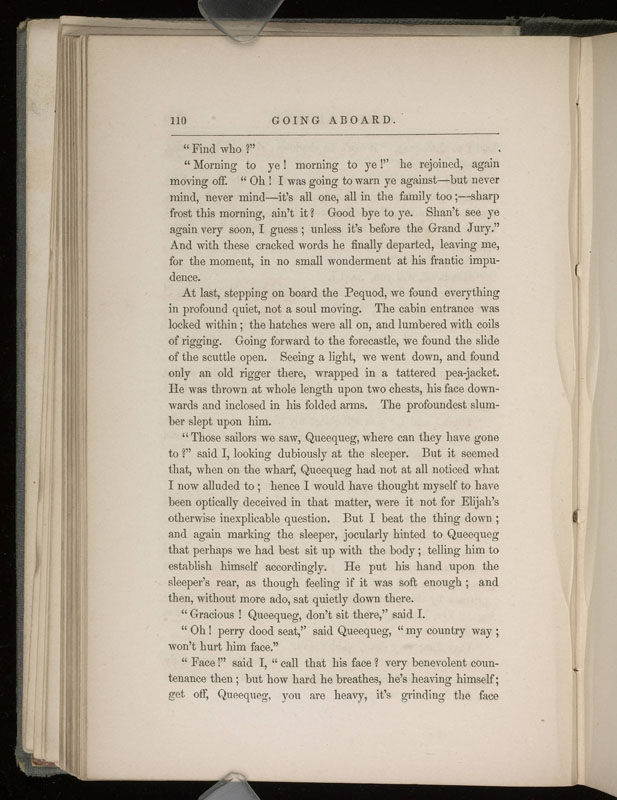 110 GOING ABOARD.
“Find who?”
“Morning to ye! morning to ye!” he rejoined, again
moving off. “Oh! I was going to warn ye against—but never
mind, never mind—it’s all one, all in the family too;—sharp
frost this morning, ain’t it? Good bye to ye. Shan’t see ye
again very soon, I guess; unless it’s before the Grand Jury.”
And with these cracked words he finally departed, leaving me,
for the moment, in no small wonderment at his frantic impu-
dence.
At last, stepping on board the Pequod, we found everything
in profound quiet, not a soul moving. The cabin entrance was
locked within; the hatches were all on, and lumbered with coils
of rigging. Going forward to the forecastle, we found the slide
of the scuttle open. Seeing a light, we went down, and found
only an old rigger there, wrapped in a tattered pea-jacket.
He was thrown at whole length upon two chests, his face down-
wards and inclosed in his folded arms. The profoundest slum-
ber slept upon him.
“Those sailors we saw, Queequeg, where can they have gone
to?” said I, looking dubiously at the sleeper. But it seemed
that, when on the wharf, Queequeg had not at all noticed what
I now alluded to; hence I would have thought myself to have
been optically deceived in that matter, were it not for Elijah’s
otherwise inexplicable question. But I beat the thing down;
and again marking the sleeper, jocularly hinted to Queequeg
that perhaps we had best sit up with the body; telling him to
establish himself accordingly. He put his hand upon the
sleeper’s rear, as though feeling if it was soft enough; and
then, without more ado, sat quietly down there.
“Gracious! Queequeg, don’t sit there,” said I.
“Oh! perry dood seat,” said Queequeg, “my country way;
won’t hurt him face.”
“Face!” said I, “call that his face? very benevolent coun-
tenance then; but how hard he breathes, he’s heaving himself;
get off, Queequeg, you are heavy, it’s grinding the face